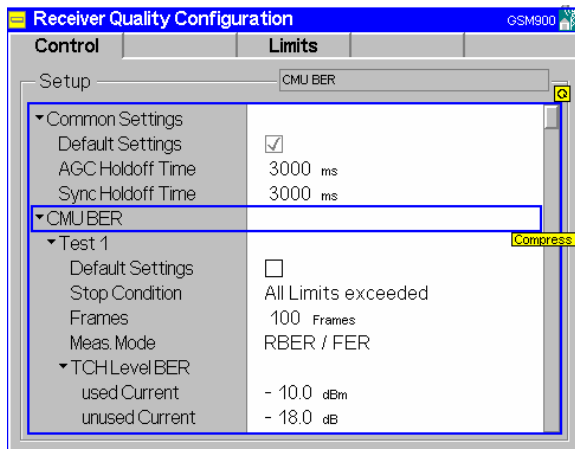 Receiver Quality Configuration GSM900
Control Limits
Setup CMU BER
Common Settings
Default Settings
AGC Holdoff Time 3000 ms
Sync Holdoff Time 3000 ms
CMU BER
Compress
Test 1
Default Settings
Stop Condition All Limits exceeded
Frames 100 Frames
Meas. Mode RBER / FER
TCH Level BER
used Current - 10.0 dBm
unused Current - 18.0 dB